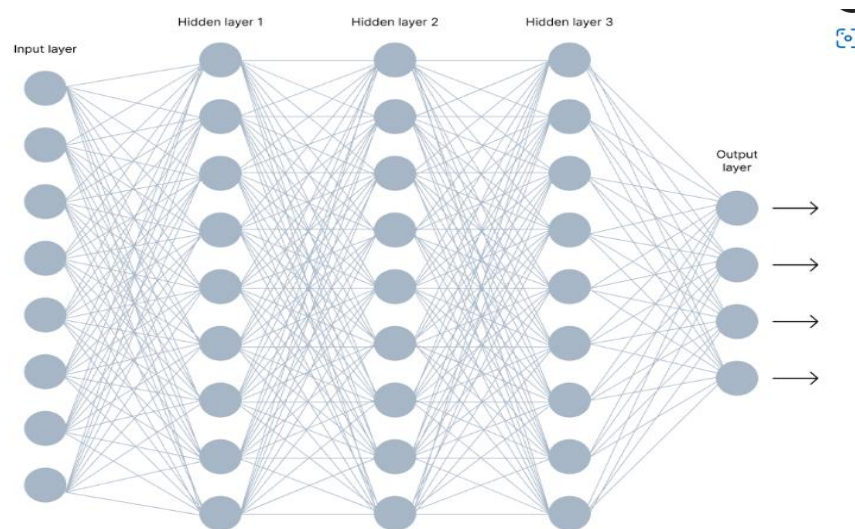 Input layer
Hidden layer 1
Hidden layer 2
Hidden layer 3
Output
layer